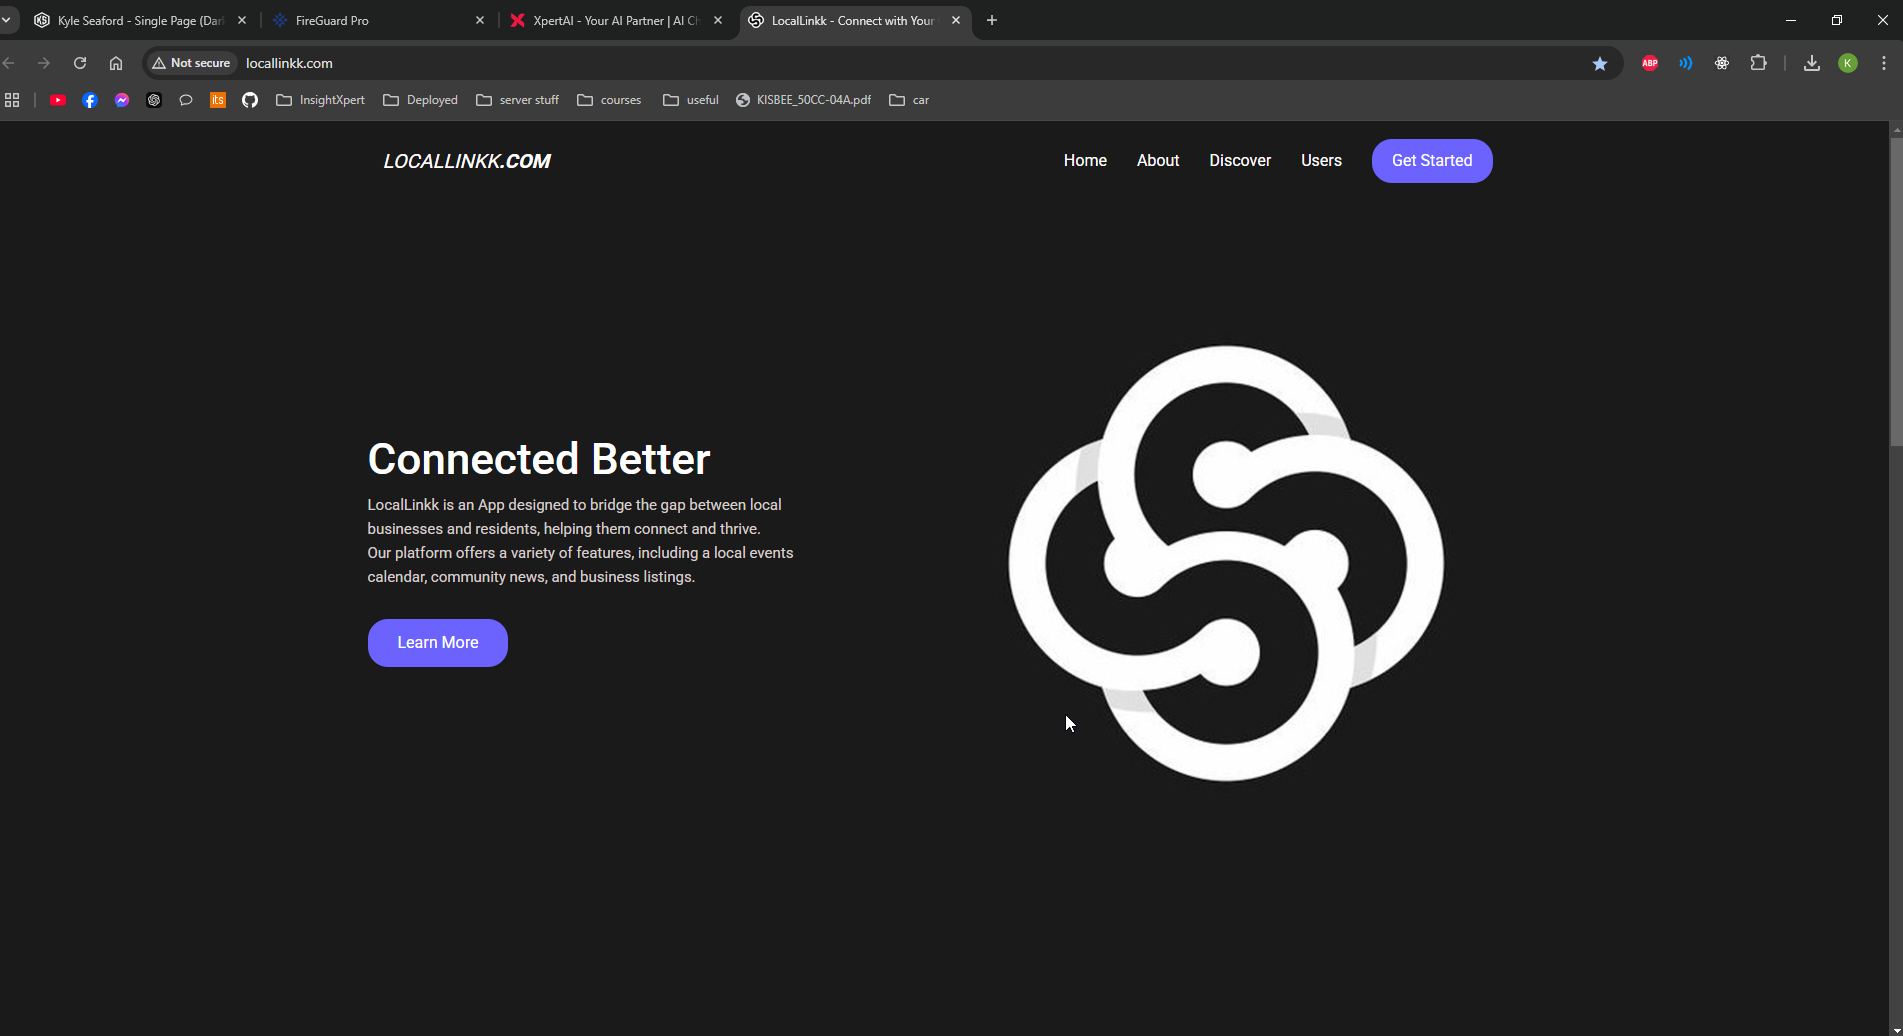 Kyle Seaford - Single Page (Dar
FireGuard Pro
XpertAI - Your AI Partner | AI Ch
LocalLinkk - Connect with Your
Not secure
locallinkk.com
ABP
K
its
InsightXpert
Deployed
server stuff
courses
useful
KISBEE_50CC-04A.pdf
car
LOCALLINKK.COM
Home
About
Discover
Users
Get Started
Connected Better
LocalLinkk is an App designed to bridge the gap between local
businesses and residents, helping them connect and thrive.
Our platform offers a variety of features, including a local events
calendar, community news, and business listings.
Learn More